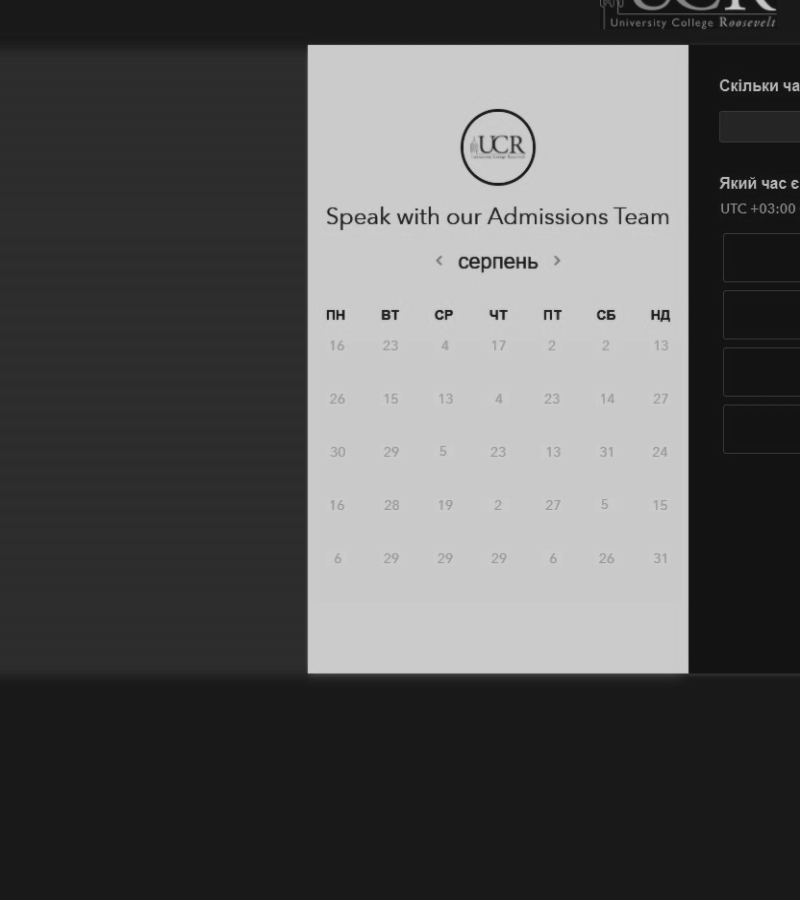 UCR
University College Roosevelt
UCR
Speak with our Admissions Team
< серпень >
ПН ВТ СР ЧТ ПТ СБ НД
16 23 4 17 2 2 13
26 15 13 4 23 14 27
30 29 5 23 13 31 24
16 28 19 2 27 5 15
6 29 29 29 6 26 31
Скільки ча
Який час є
UTC +03:00